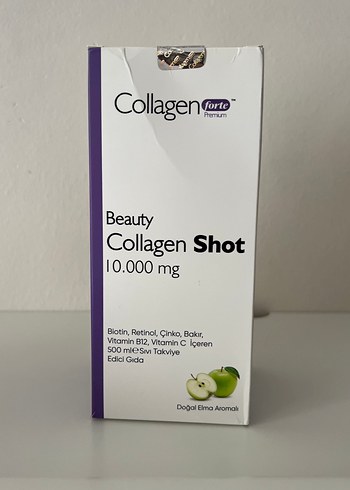 Collagen forte™
Premium
Beauty
Collagen Shot
10.000 mg
Biotin, Retinol, Çinko, Bakır,
Vitamin B12, Vitamin C İçeren
500 ml℮Sıvı Takviye
Edici Gıda
Doğal Elma Aromalı